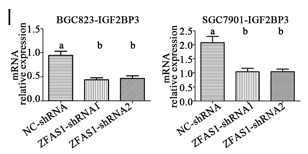 I
BGC823-IGF2BP3
SGC7901-IGF2BP3
mRNA
relative expression
1.5
1.0
0.5
0.0
a
b
b
NC-shRNA
ZFAS1-shRNA1
ZFAS1-shRNA2
mRNA
relative expression
2.5
2.0
1.5
1.0
0.5
0.0
a
b
b
NC-shRNA
ZFAS1-shRNA1
ZFAS1-shRNA2